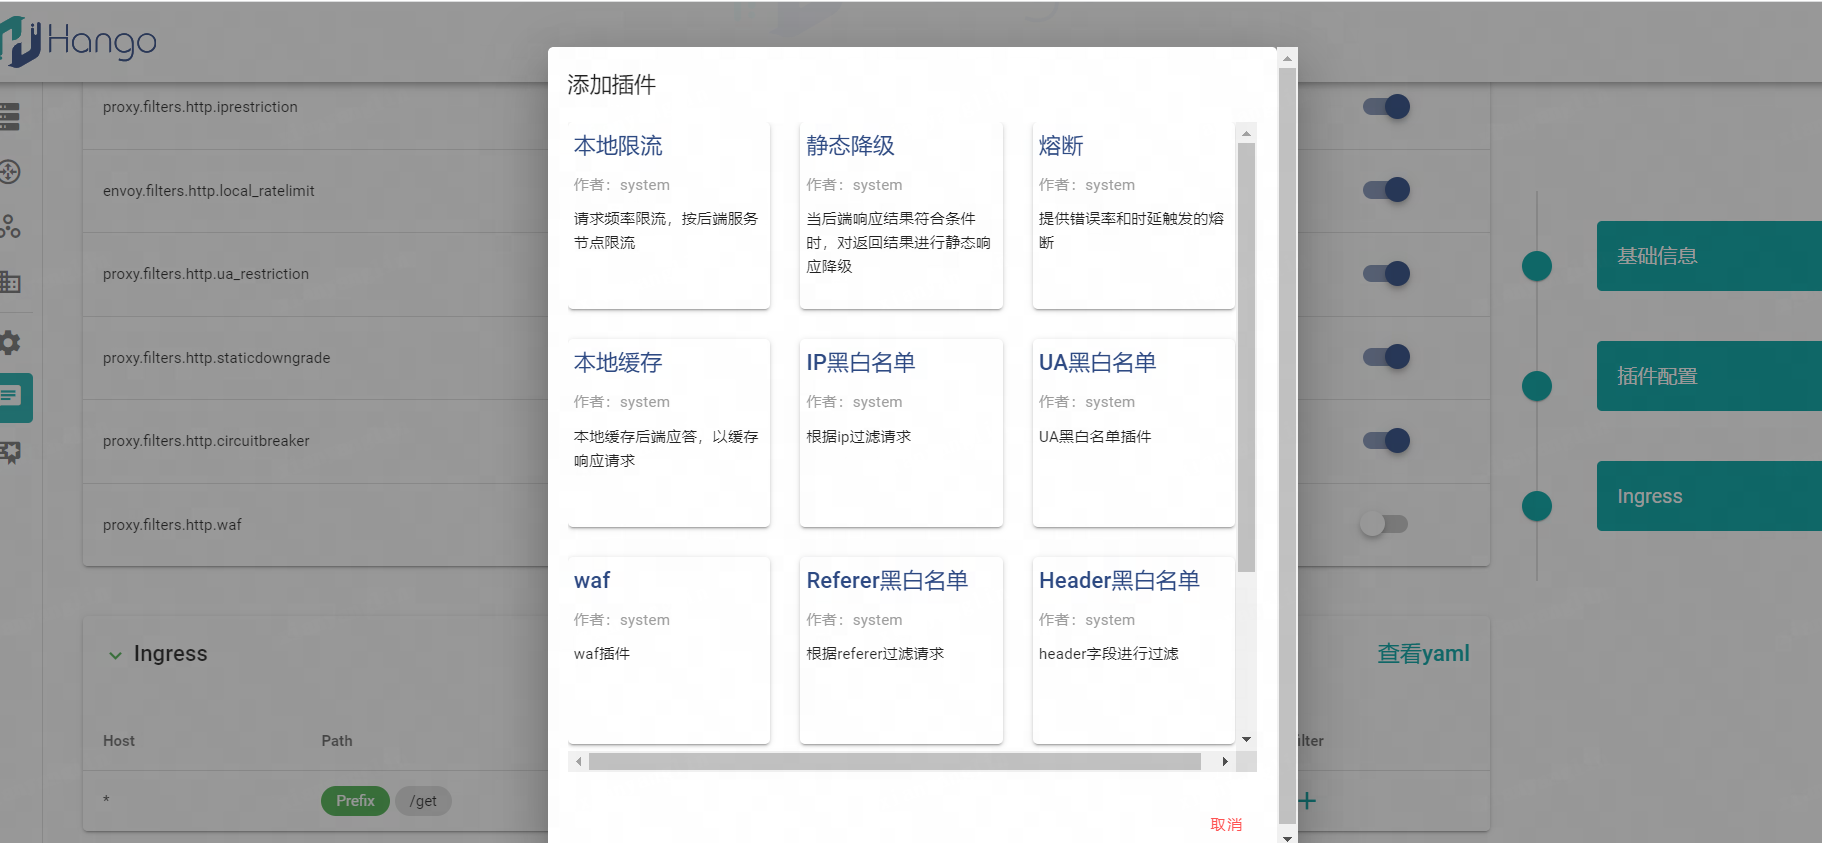 Hango
proxy.filters.http.iprestriction
envoy.filters.http.local_ratelimit
proxy.filters.http.ua_restriction
proxy.filters.http.staticdowngrade
proxy.filters.http.circuitbreaker
proxy.filters.http.waf
添加插件
本地限流
作者：system
请求频率限流，按后端服务
节点限流
静态降级
作者：system
当后端响应结果符合条件
时，对返回结果进行静态响
应降级
熔断
作者：system
提供错误率和时延触发的熔
断
本地缓存
作者：system
本地缓存后端应答，以缓存
响应请求
IP黑白名单
作者：system
根据ip过滤请求
UA黑白名单
作者：system
UA黑白名单插件
waf
作者：system
waf插件
Referer黑白名单
作者：system
根据referer过滤请求
Header黑白名单
作者：system
header字段进行过滤
取消
基础信息
插件配置
Ingress
Ingress
查看yaml
Host
Path
ilter
*
Prefix
/get
+